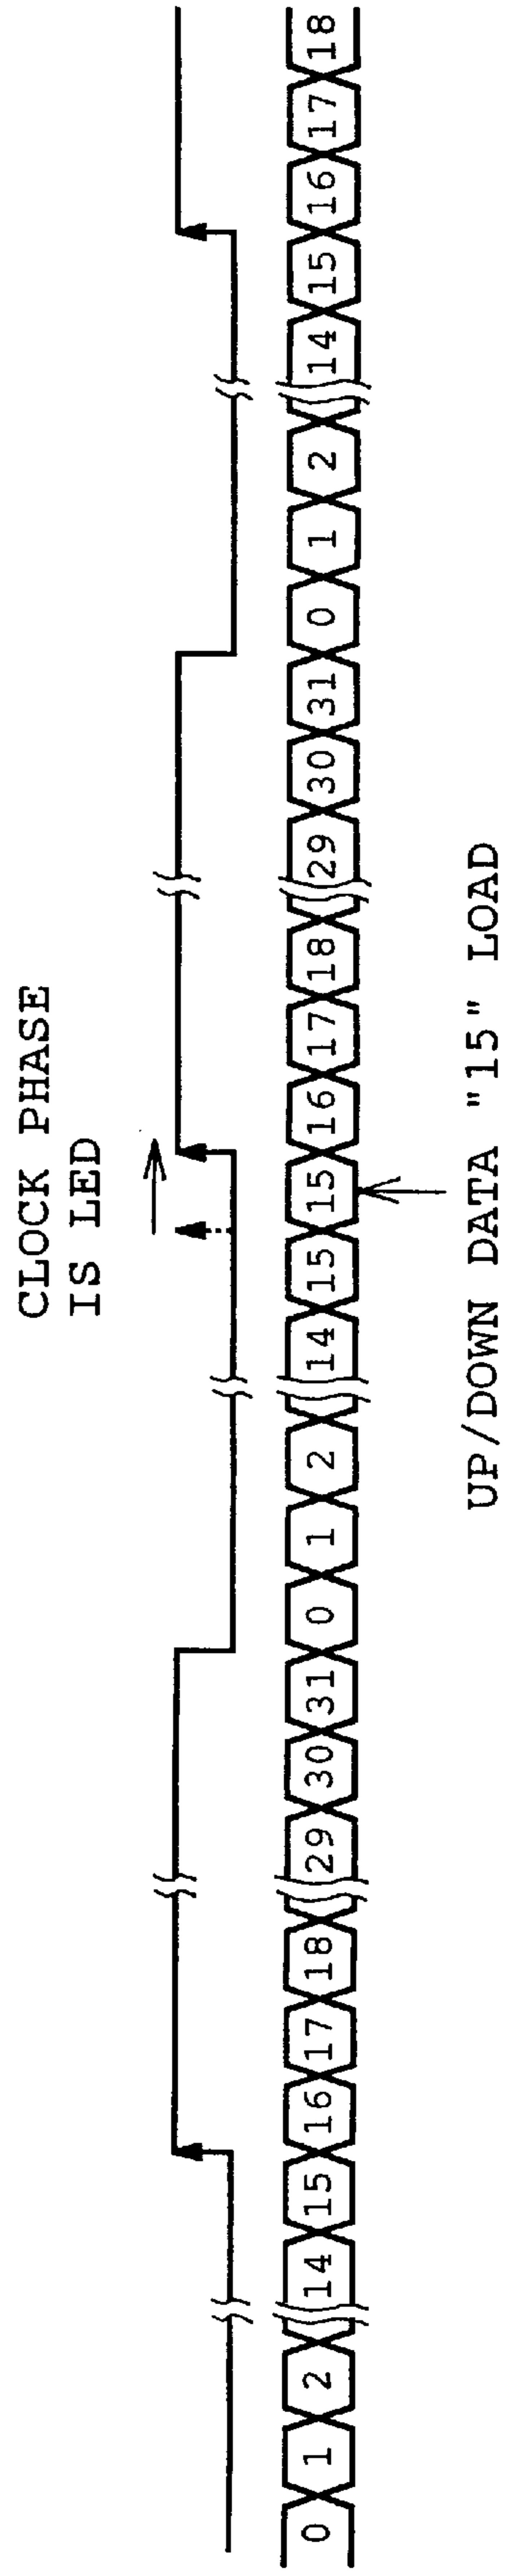 CLOCK PHASE
IS LED
0 1 2 14 15 16 17 18 29 30 31 0 1 2 14 15 15 16 17 18 29 30 31 0 1 2 14 15 16 17 18
UP/DOWN DATA "15" LOAD